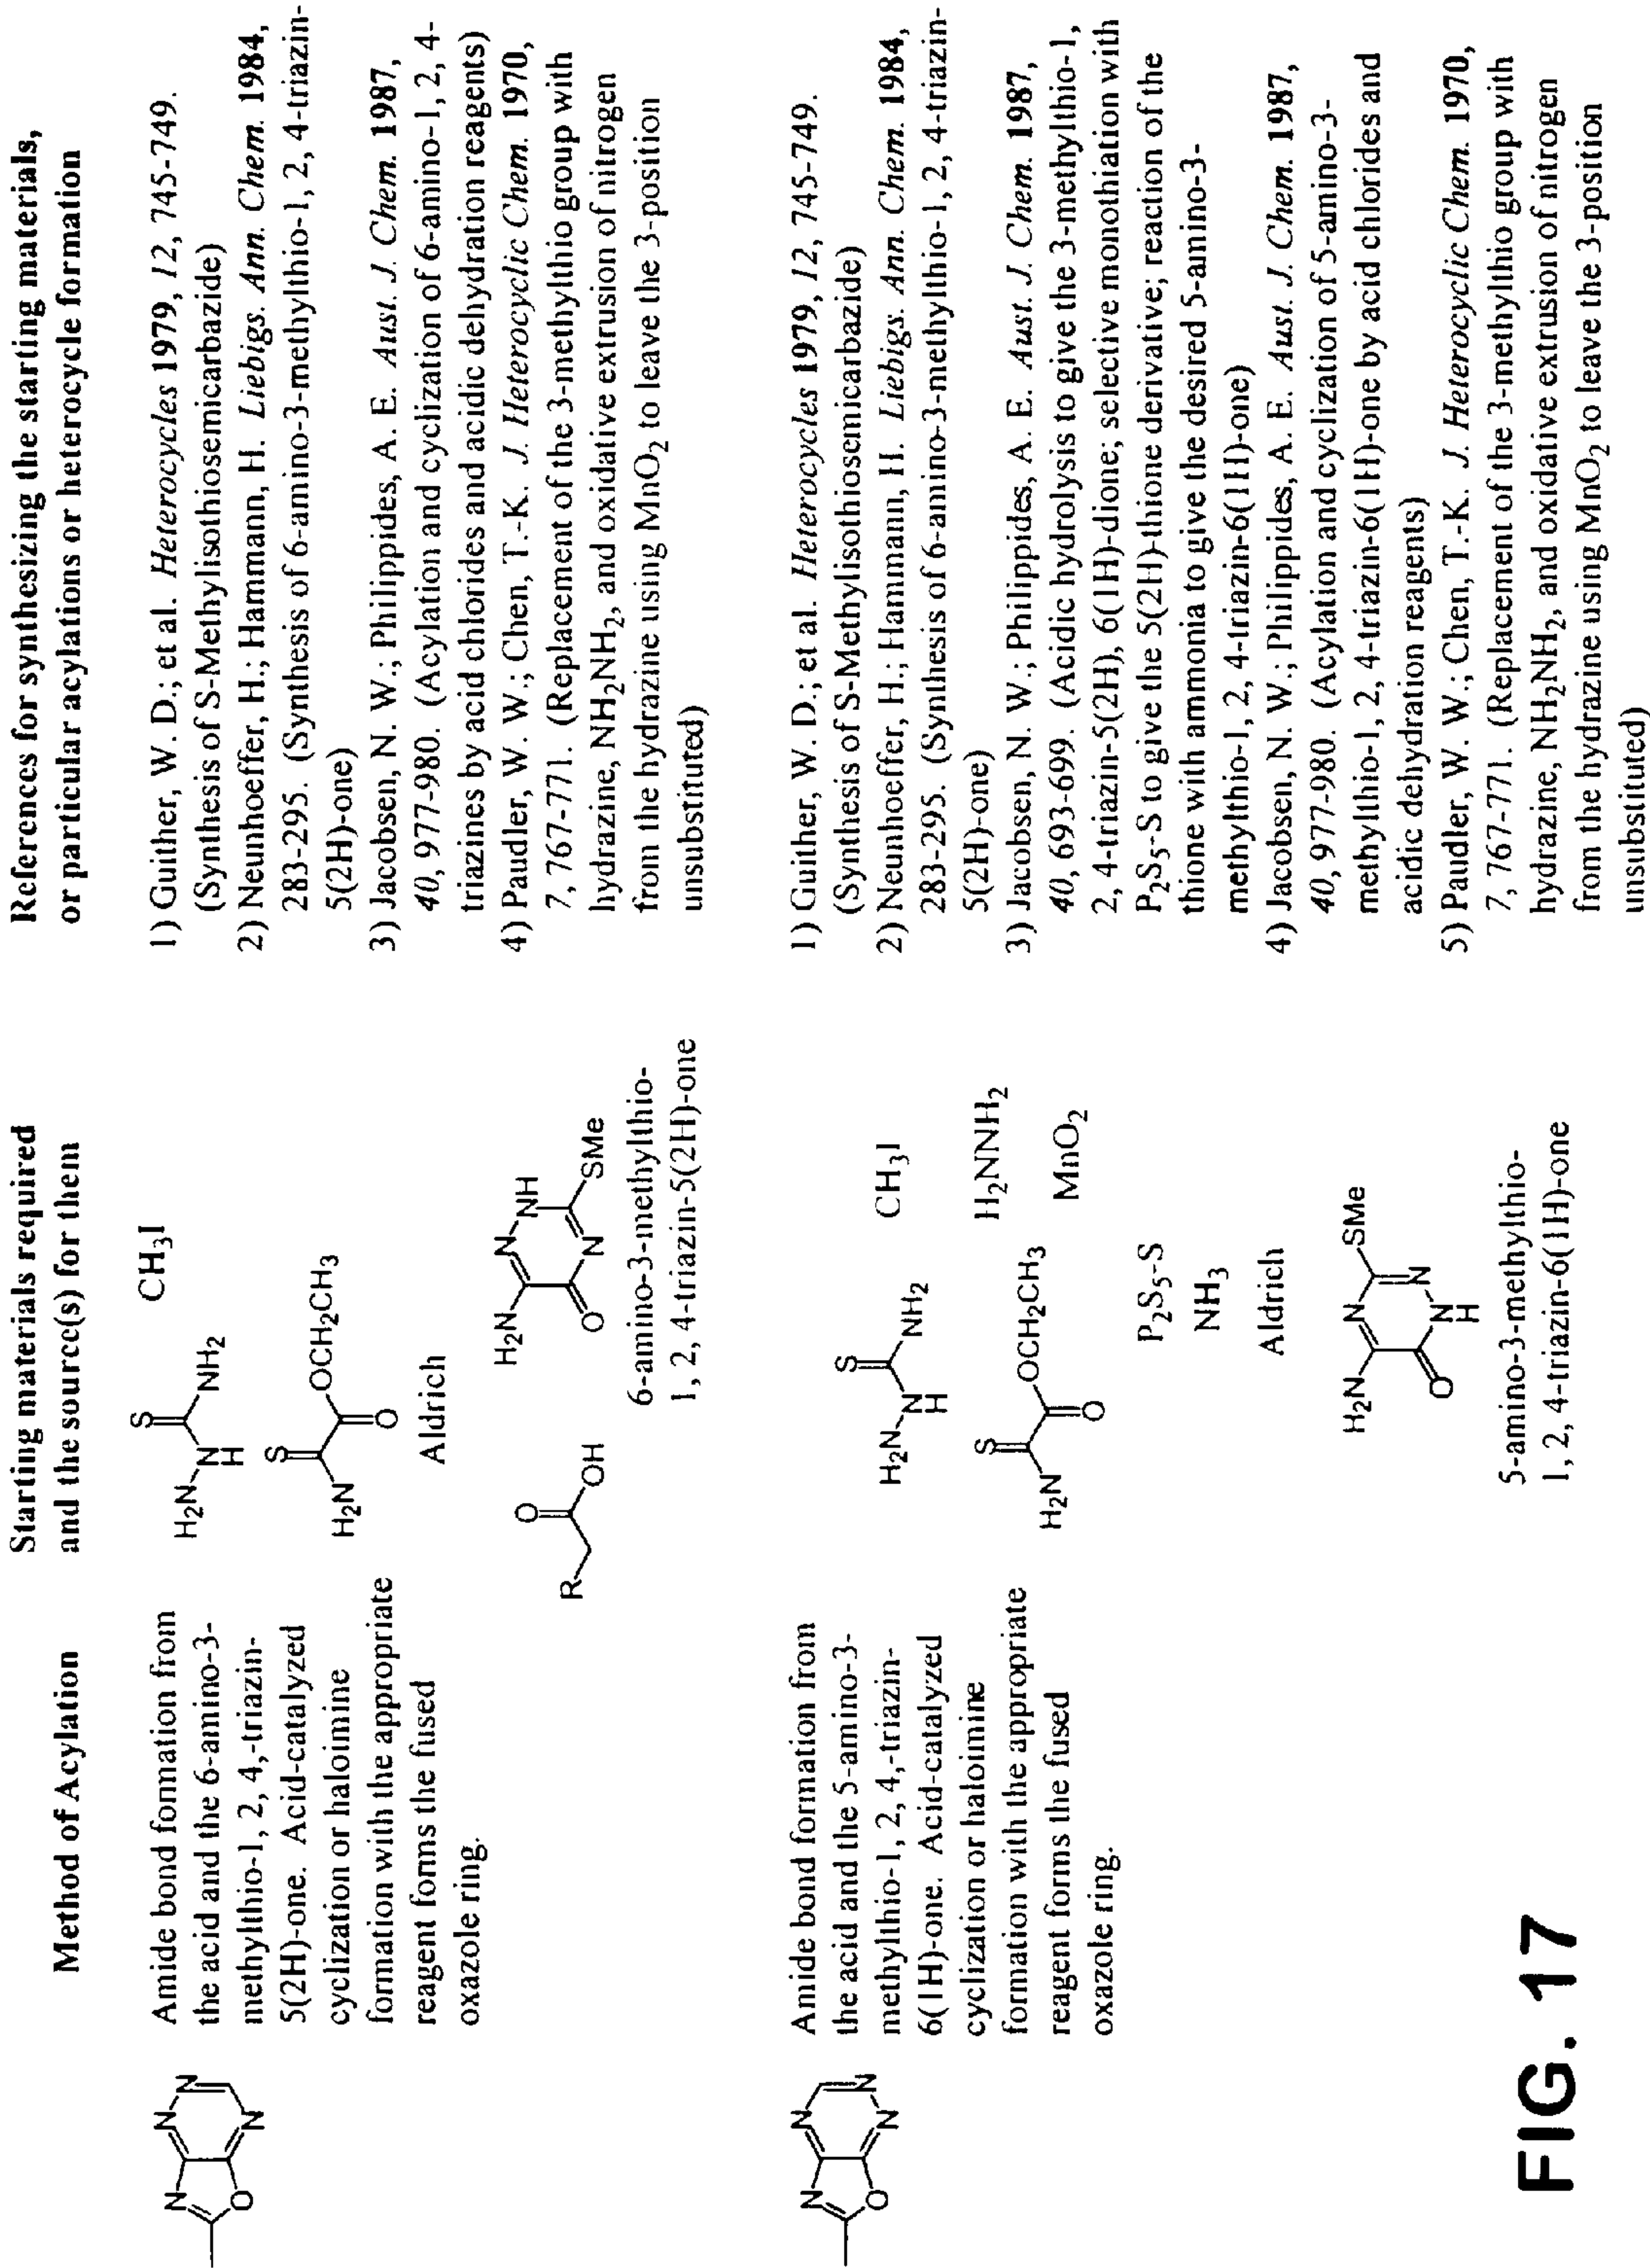 Method of Acylation
Starting materials required
and the source(s) for them
References for synthesizing the starting materials,
or particular acylations or heterocycle formation
N
O
N
N
N
Amide bond formation from
the acid and the 6-amino-3-
methylthio-1, 2, 4,-triazin-
5(2H)-one. Acid-catalyzed
cyclization or haloimine
formation with the appropriate
reagent forms the fused
oxazole ring.
H₂N
N
H
S
NH₂
CH₃I
H₂N
S
O
OCH₂CH₃
Aldrich
R
O
OH
H₂N
N
NH
SMe
N
O
6-amino-3-methylthio-
1, 2, 4-triazin-5(2H)-one
1) Guither, W. D.; et al. Heterocycles 1979, 12, 745-749.
(Synthesis of S-Methylisothiosemicarbazide)
2) Neunhoeffer, H.; Hammann, H. Liebigs. Ann. Chem. 1984,
283-295. (Synthesis of 6-amino-3-methylthio-1, 2, 4-triazin-
5(2H)-one)
3) Jacobsen, N. W.; Philippides, A. E. Aust. J. Chem. 1987,
40, 977-980. (Acylation and cyclization of 6-amino-1, 2, 4-
triazines by acid chlorides and acidic dehydration reagents)
4) Paudler, W. W.; Chen, T.-K. J. Heterocyclic Chem. 1970,
7, 767-771. (Replacement of the 3-methylthio group with
hydrazine, NH₂NH₂, and oxidative extrusion of nitrogen
from the hydrazine using MnO₂ to leave the 3-position
unsubstituted)
N
O
N
N
N
Amide bond formation from
the acid and the 5-amino-3-
methylthio-1, 2, 4,-triazin-
6(1H)-one. Acid-catalyzed
cyclization or haloimine
formation with the appropriate
reagent forms the fused
oxazole ring.
H₂N
N
H
S
NH₂
CH₃I
H₂N
S
O
OCH₂CH₃
H₂NNH₂
MnO₂
P₂S₅-S
NH₃
Aldrich
H₂N
N
SMe
N
N
H
O
5-amino-3-methylthio-
1, 2, 4-triazin-6(1H)-one
1) Guither, W. D.; et al. Heterocycles 1979, 12, 745-749.
(Synthesis of S-Methylisothiosemicarbazide)
2) Neunhoeffer, H.; Hammann, H. Liebigs. Ann. Chem. 1984,
283-295. (Synthesis of 6-amino-3-methylthio-1, 2, 4-triazin-
5(2H)-one)
3) Jacobsen, N. W.; Philippides, A. E. Aust. J. Chem. 1987,
40, 693-699. (Acidic hydrolysis to give the 3-methylthio-1,
2, 4-triazin-5(2H), 6(1H)-dione; selective monothiation with
P₂S₅-S to give the 5(2H)-thione derivative; reaction of the
thione with ammonia to give the desired 5-amino-3-
methylthio-1, 2, 4-triazin-6(1H)-one)
4) Jacobsen, N. W.; Philippides, A. E. Aust. J. Chem. 1987,
40, 977-980. (Acylation and cyclization of 5-amino-3-
methylthio-1, 2, 4-triazin-6(1H)-one by acid chlorides and
acidic dehydration reagents)
5) Paudler, W. W.; Chen, T.-K. J. Heterocyclic Chem. 1970,
7, 767-771. (Replacement of the 3-methylthio group with
hydrazine, NH₂NH₂, and oxidative extrusion of nitrogen
from the hydrazine using MnO₂ to leave the 3-position
unsubstituted)
FIG. 17